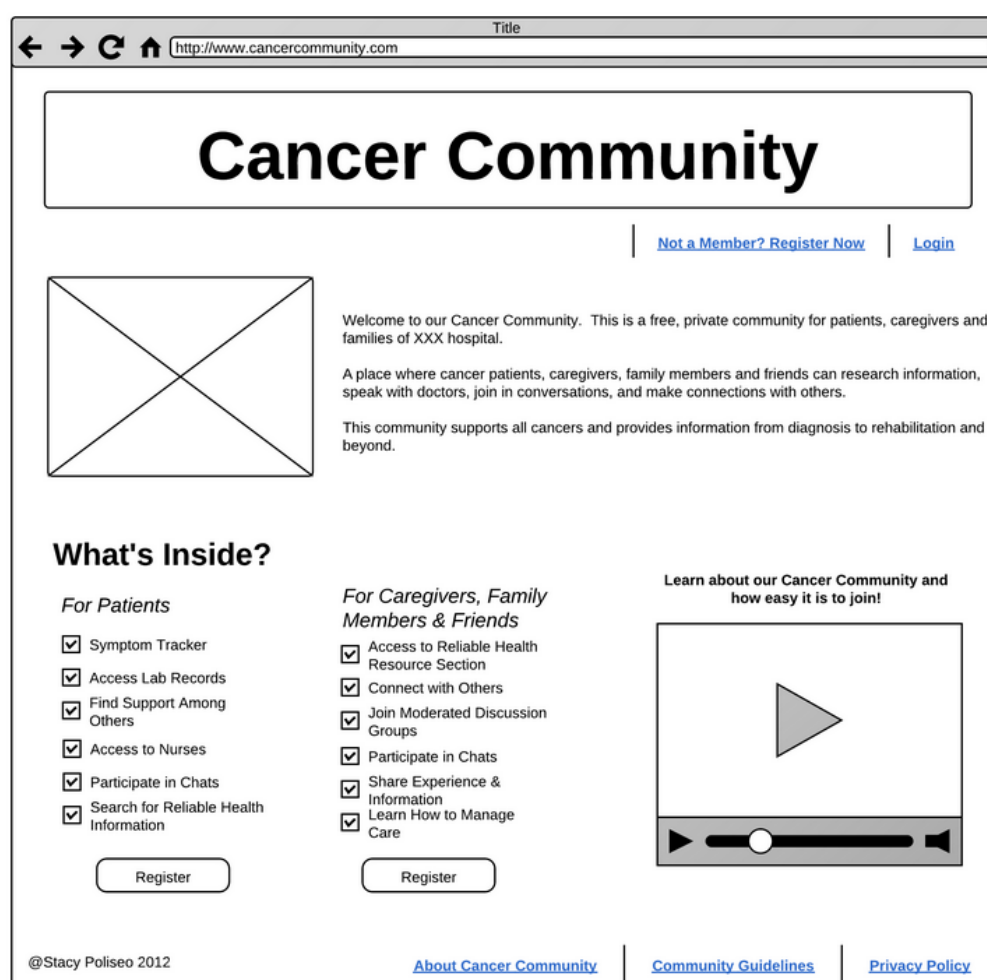 Title
http://www.cancercommunity.com
Cancer Community
Not a Member? Register Now
Login
Welcome to our Cancer Community.  This is a free, private community for patients, caregivers and
families of XXX hospital.
A place where cancer patients, caregivers, family members and friends can research information,
speak with doctors, join in conversations, and make connections with others.
This community supports all cancers and provides information from diagnosis to rehabilitation and
beyond.
What's Inside?
For Patients
Symptom Tracker
Access Lab Records
Find Support Among
Others
Access to Nurses
Participate in Chats
Search for Reliable Health
Information
Register
For Caregivers, Family
Members & Friends
Access to Reliable Health
Resource Section
Connect with Others
Join Moderated Discussion
Groups
Participate in Chats
Share Experience &
Information
Learn How to Manage
Care
Register
Learn about our Cancer Community and
how easy it is to join!
@Stacy Poliseo 2012
About Cancer Community
Community Guidelines
Privacy Policy